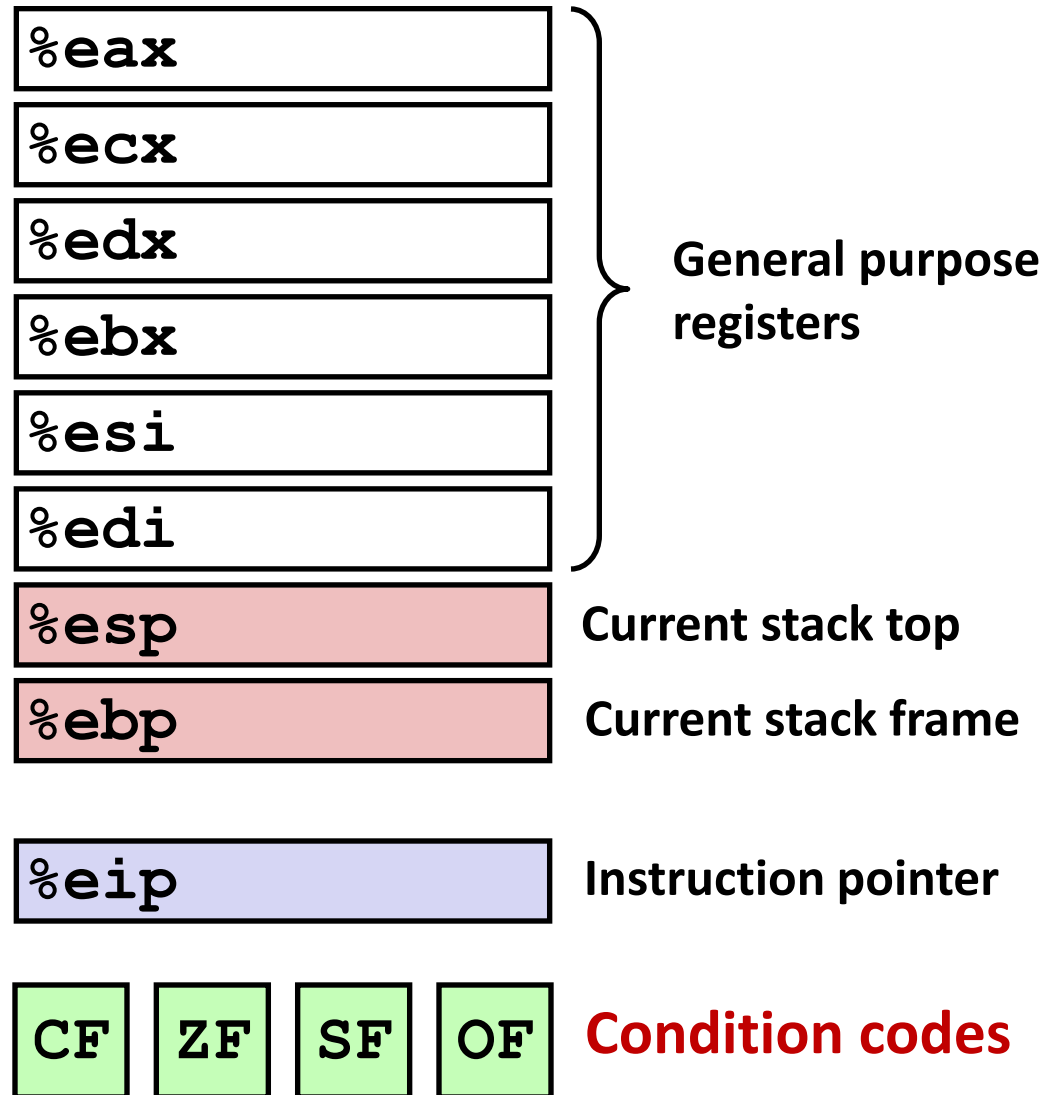 %eax
%ecx
%edx
%ebx
%esi
%edi
General purpose
registers
%esp
Current stack top
%ebp
Current stack frame
%eip
Instruction pointer
CF ZF SF OF
Condition codes